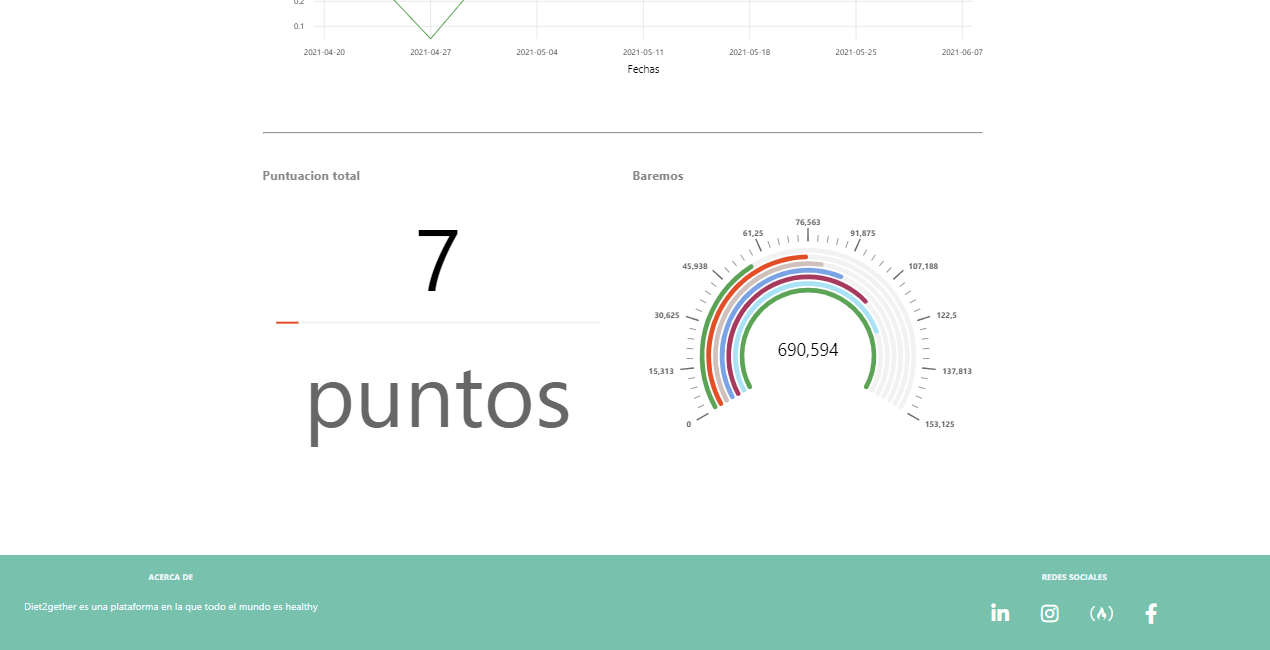 0.2
0.1
2021-04-20 2021-04-27 2021-05-04 2021-05-11 2021-05-18 2021-05-25 2021-06-07
Fechas
Puntuacion total
7
puntos
Baremos
0
15,313
30,625
45,938
61,25
76,563
91,875
107,188
122,5
137,813
153,125
690,594
ACERCA DE
Diet2gether es una plataforma en la que todo el mundo es healthy
REDES SOCIALES